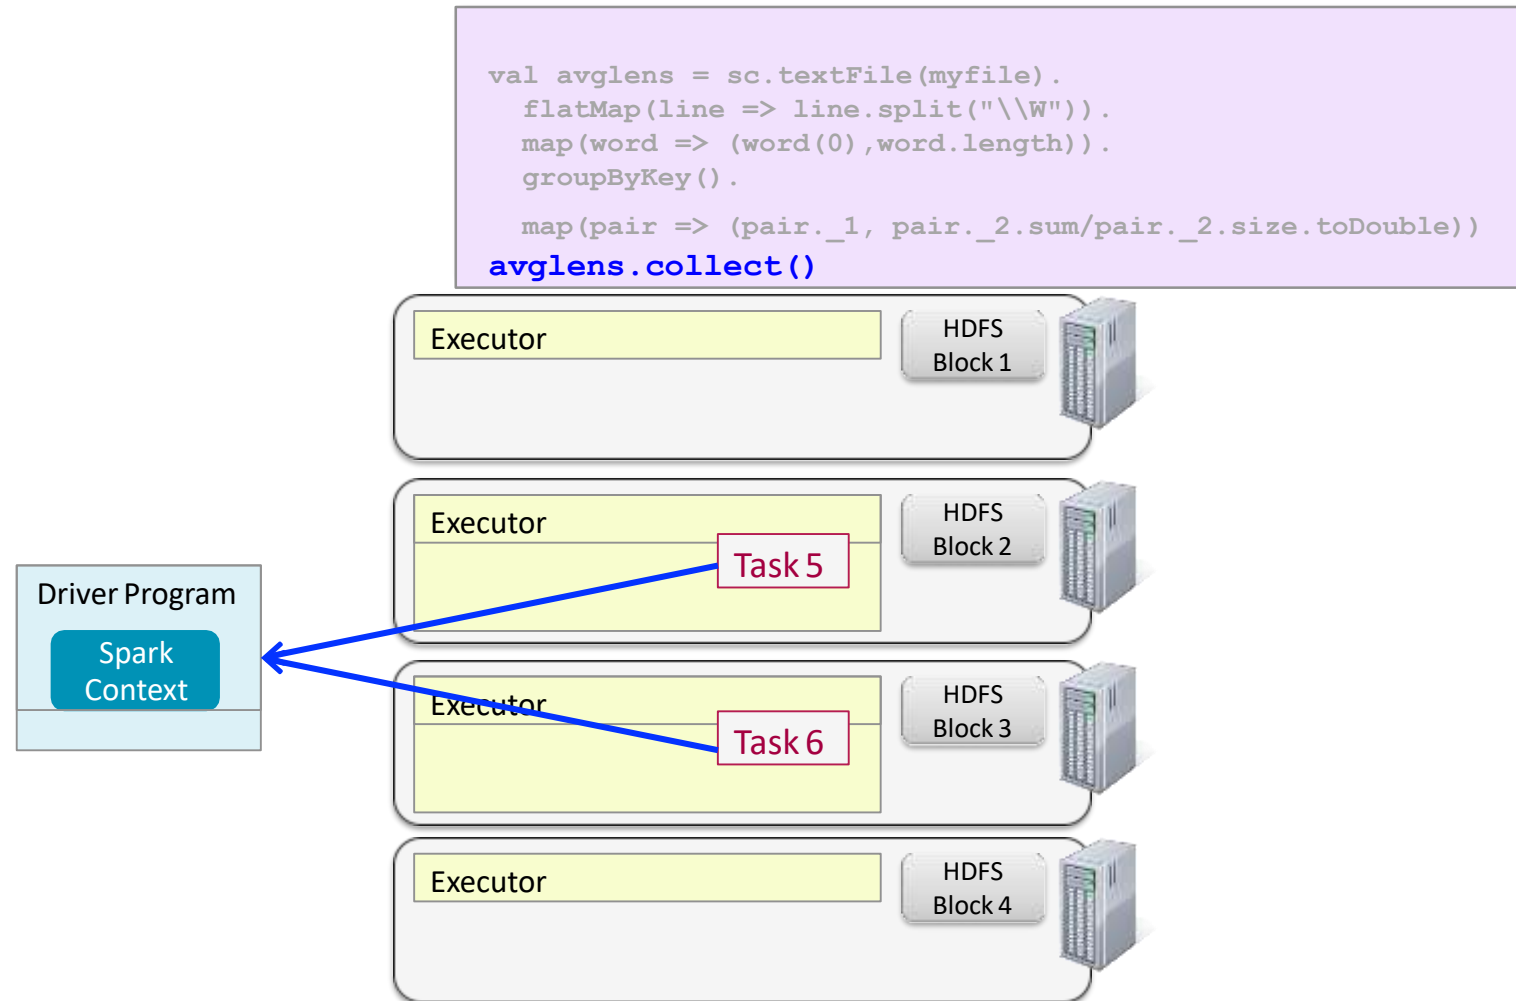 val avglens = sc.textFile(myfile).
flatMap(line => line.split("\\W")).
map(word => (word(0),word.length)).
groupByKey().
map(pair => (pair._1, pair._2.sum/pair._2.size.toDouble))
avglens.collect()
Executor
HDFS
Block 1
Executor
HDFS
Block 2
Task 5
Driver Program
Spark
Context
Executor
HDFS
Block 3
Task 6
Executor
HDFS
Block 4